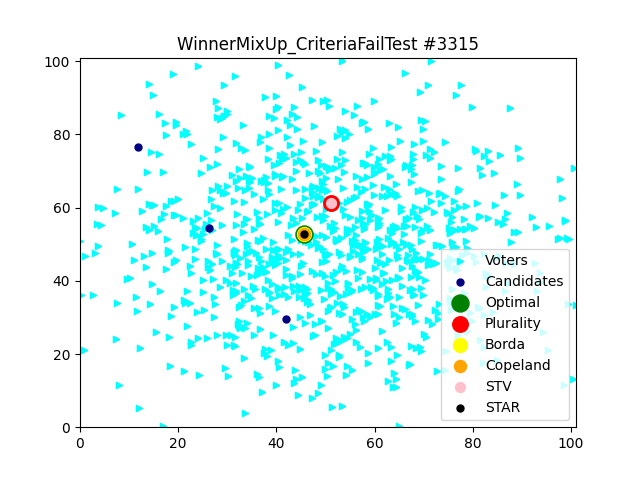 WinnerMixUp_CriteriaFailTest #3315
100
80
60
40
20
0
0
20
40
60
80
100
Voters
Candidates
Optimal
Plurality
Borda
Copeland
STV
STAR